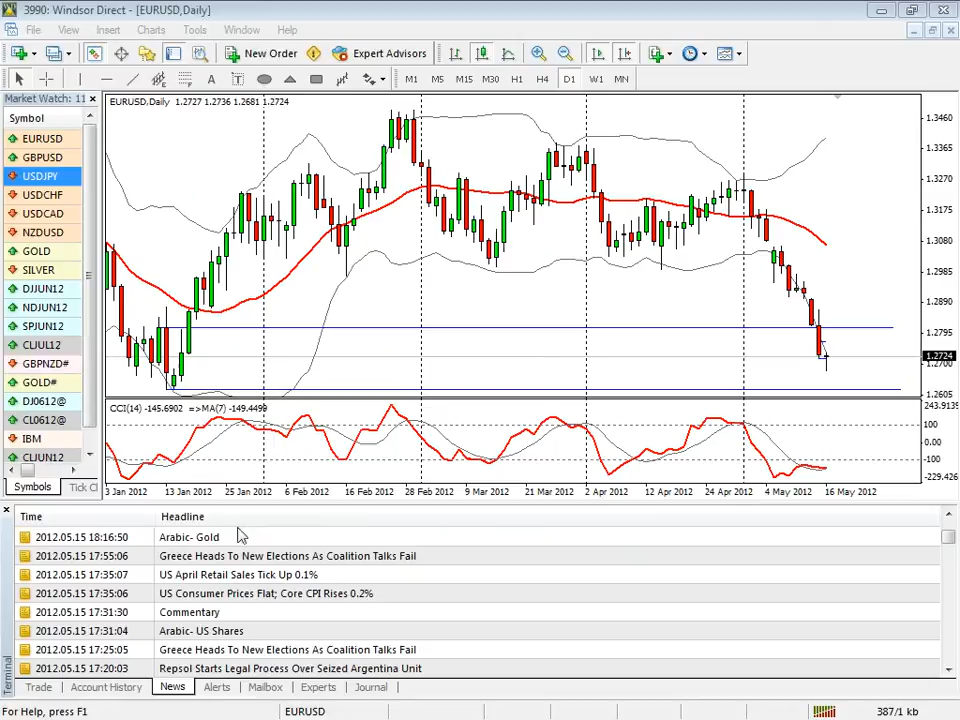 3990: Windsor Direct - [EURUSD,Daily]
File View Insert Charts Tools Window Help
New Order Expert Advisors
A T M1 M5 M15 M30 H1 H4 D1 W1 MN
Market Watch: 11
Symbol
EURUSD
GBPUSD
USDJPY
USDCHF
USDCAD
NZDUSD
GOLD
SILVER
DJJUN12
NDJUN12
SPJUN12
CLJUL12
GBPNZD#
GOLD#
DJ0612@
CL0612@
IBM
CLJUN12
Symbols Tick Cl
EURUSD,Daily 1.2727 1.2736 1.2681 1.2724
1.3460
1.3365
1.3270
1.3175
1.3080
1.2985
1.2890
1.2795
1.2724
1.2700
1.2605
CCI(14) -145.6902 =>MA(7) -149.4499
243.9139
100
0.00
-100
-229.426
3 Jan 2012 13 Jan 2012 25 Jan 2012 6 Feb 2012 16 Feb 2012 28 Feb 2012 9 Mar 2012 21 Mar 2012 2 Apr 2012 12 Apr 2012 24 Apr 2012 4 May 2012 16 May 2012
Time Headline
2012.05.15 18:16:50 Arabic- Gold
2012.05.15 17:55:06 Greece Heads To New Elections As Coalition Talks Fail
2012.05.15 17:35:07 US April Retail Sales Tick Up 0.1%
2012.05.15 17:35:06 US Consumer Prices Flat; Core CPI Rises 0.2%
2012.05.15 17:31:30 Commentary
2012.05.15 17:31:04 Arabic- US Shares
2012.05.15 17:25:05 Greece Heads To New Elections As Coalition Talks Fail
2012.05.15 17:20:03 Repsol Starts Legal Process Over Seized Argentina Unit
Terminal
Trade Account History News Alerts Mailbox Experts Journal
For Help, press F1 EURUSD 387/1 kb